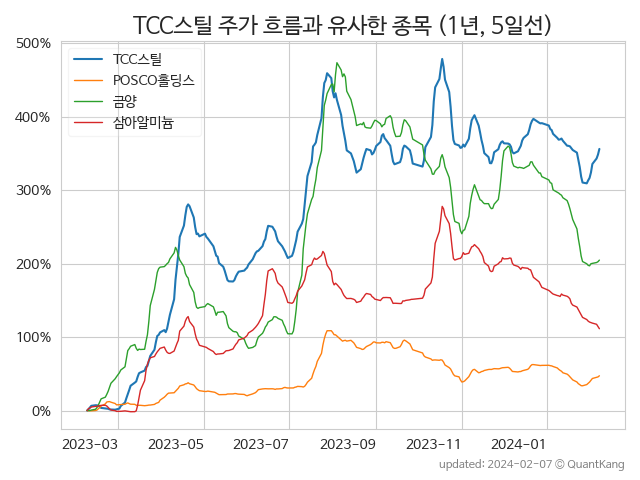 TCC스틸 주가 흐름과 유사한 종목 (1년, 5일선)
500%
400%
300%
200%
100%
0%
TCC스틸
POSCO홀딩스
금양
삼아알미늄
2023-03
2023-05
2023-07
2023-09
2023-11
2024-01
updated: 2024-02-07 © QuantKang